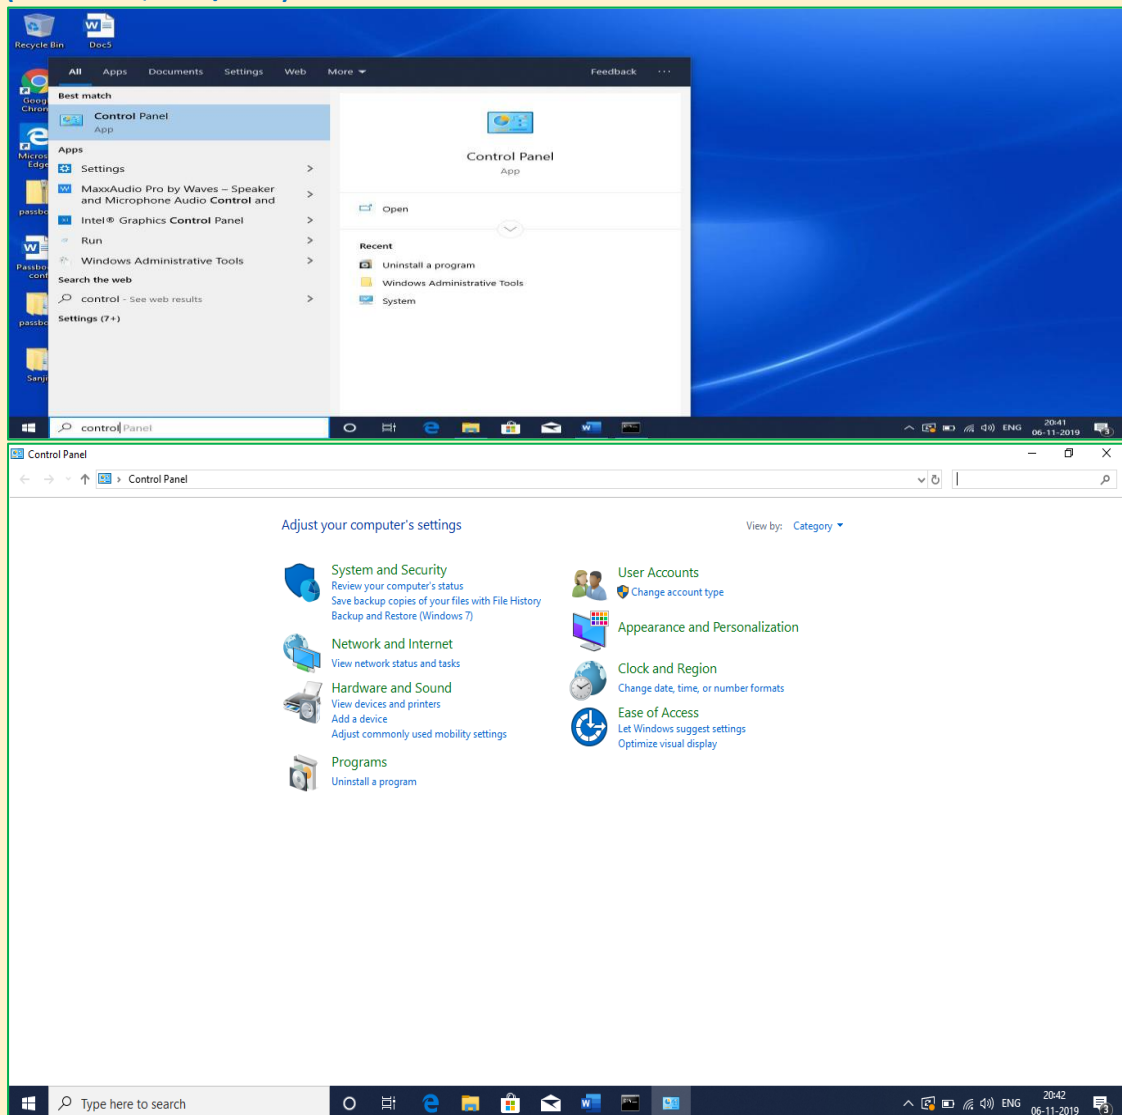 Recycle Bin
Doc5
All Apps Documents Settings Web More Feedback ...
Best match
Control Panel
App
Apps
Settings
MaxxAudio Pro by Waves – Speaker
and Microphone Audio Control and
Intel® Graphics Control Panel
Run
Windows Administrative Tools
Search the web
control - See web results
Settings (7+)
Control Panel
App
Open
Recent
Uninstall a program
Windows Administrative Tools
System
control Panel
ENG
20:41
06-11-2019
3
Control Panel
Control Panel
Adjust your computer's settings
View by: Category
System and Security
Review your computer's status
Save backup copies of your files with File History
Backup and Restore (Windows 7)
Network and Internet
View network status and tasks
Hardware and Sound
View devices and printers
Add a device
Adjust commonly used mobility settings
Programs
Uninstall a program
User Accounts
Change account type
Appearance and Personalization
Clock and Region
Change date, time, or number formats
Ease of Access
Let Windows suggest settings
Optimize visual display
Type here to search
ENG
20:42
06-11-2019
3